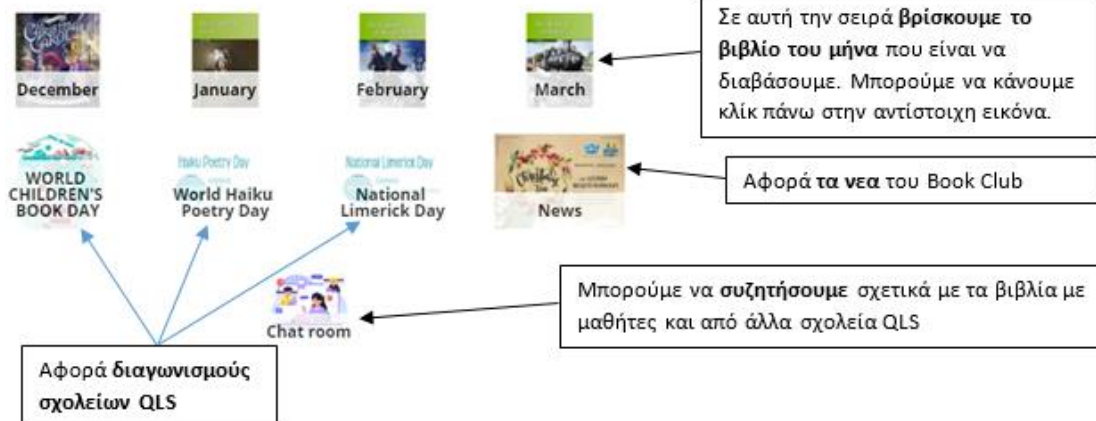 Σε αυτή την σειρά βρίσκουμε το
βιβλίο του μήνα που είναι να
διαβάσουμε. Μπορούμε να κάνουμε
κλίκ πάνω στην αντίστοιχη εικόνα.
December
January
February
March
WORLD
CHILDREN'S
BOOK DAY
Haiku Poetry Day
World Haiku
Poetry Day
National Limerick Day
National
Limerick Day
News
Αφορά τα νεα του Book Club
Chat room
Μπορούμε να συζητήσουμε σχετικά με τα βιβλία με
μαθητές και από άλλα σχολεία QLS
Αφορά διαγωνισμούς
σχολείων QLS